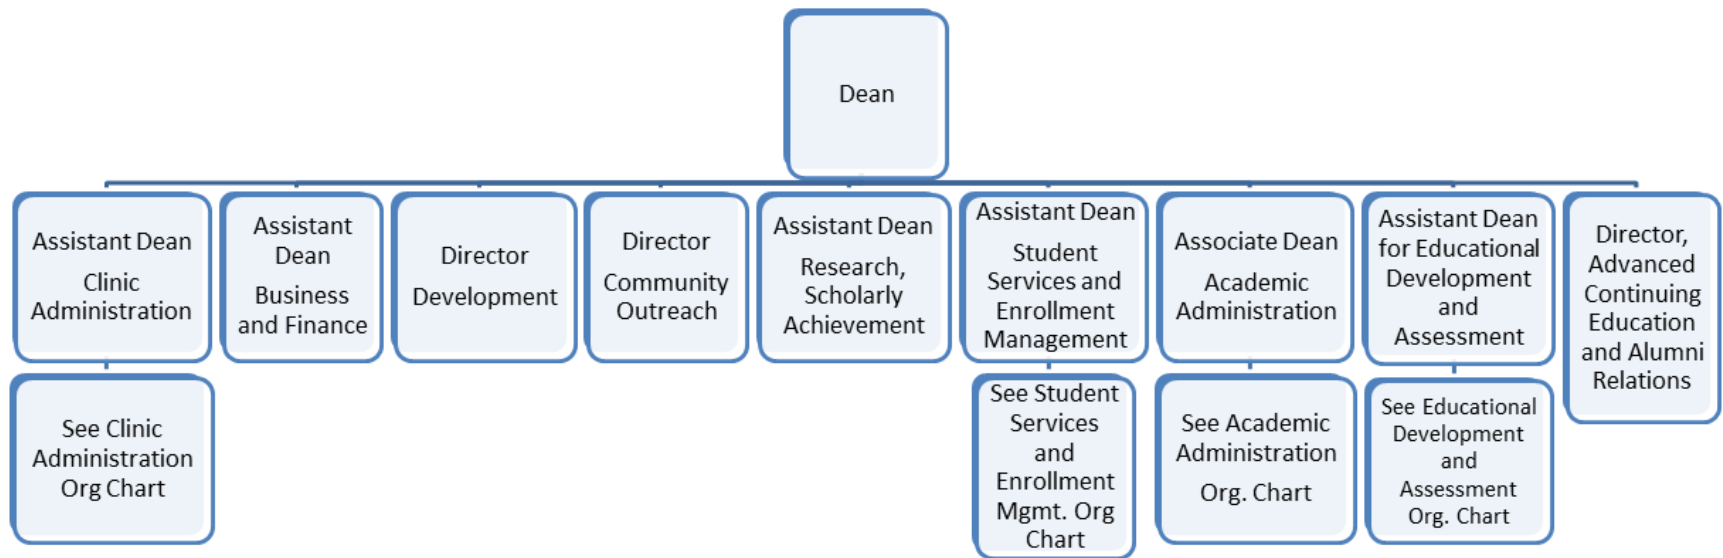 Dean
Assistant Dean
Clinic
Administration
Assistant
Dean
Business
and Finance
Director
Development
Director
Community
Outreach
Assistant Dean
Research,
Scholarly
Achievement
Assistant Dean
Student
Services and
Enrollment
Management
Associate Dean
Academic
Administration
Assistant Dean
for Educational
Development
and
Assessment
Director,
Advanced
Continuing
Education
and Alumni
Relations
See Clinic
Administration
Org Chart
See Student
Services
and
Enrollment
Mgmt. Org
Chart
See Academic
Administration
Org. Chart
See Educational
Development
and
Assessment
Org. Chart